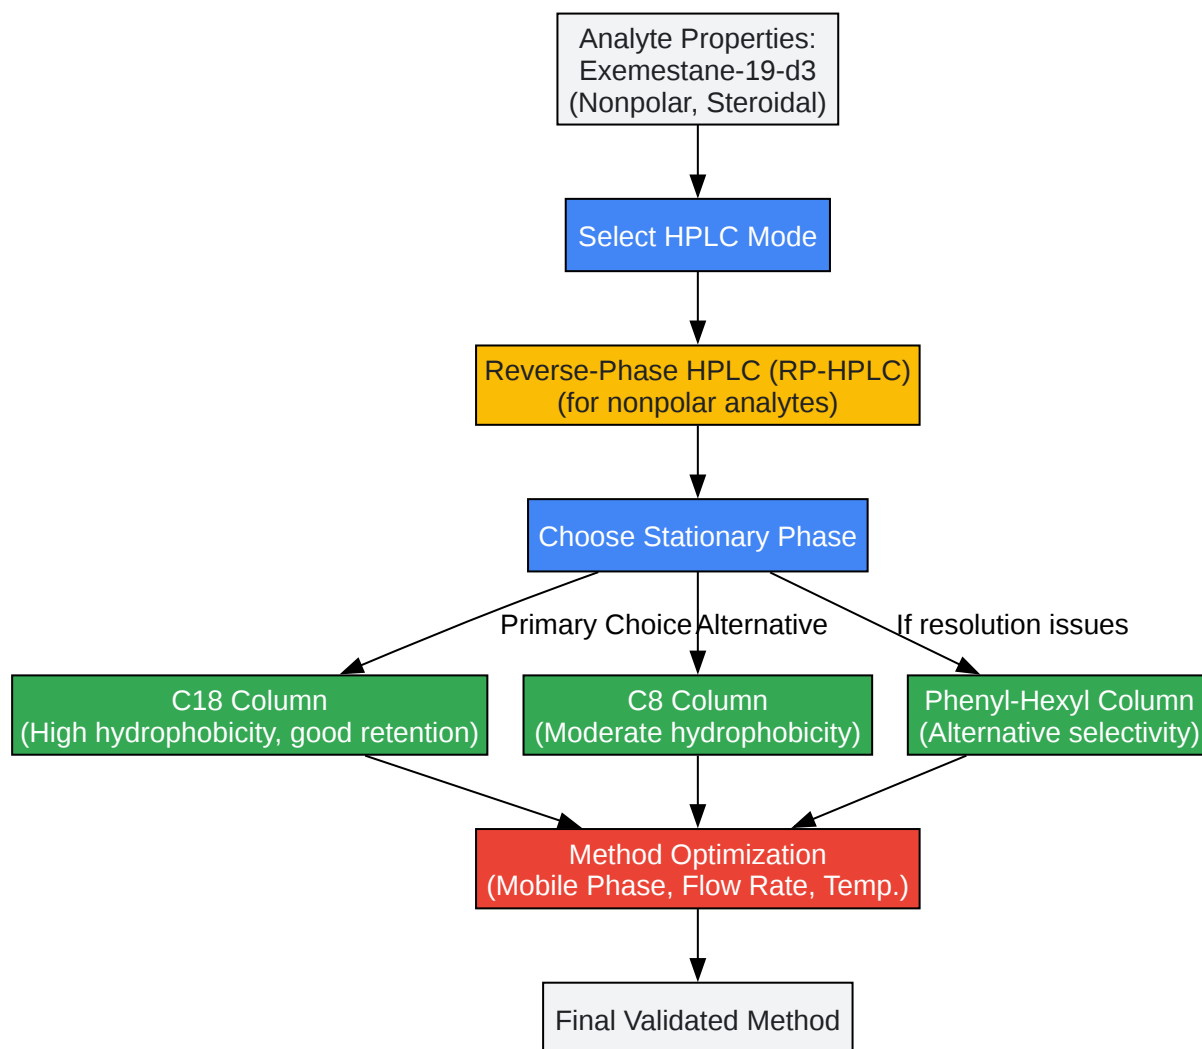 Analyte Properties:
Exemestane-19-d3
(Nonpolar, Steroidal)
Select HPLC Mode
Reverse-Phase HPLC (RP-HPLC)
(for nonpolar analytes)
Choose Stationary Phase
Primary Choice
Alternative
If resolution issues
C18 Column
(High hydrophobicity, good retention)
C8 Column
(Moderate hydrophobicity)
Phenyl-Hexyl Column
(Alternative selectivity)
Method Optimization
(Mobile Phase, Flow Rate, Temp.)
Final Validated Method